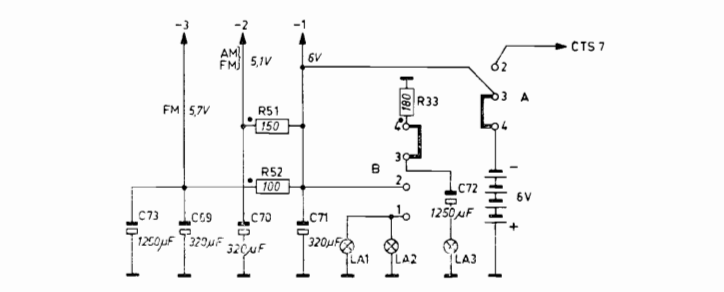 -3 -2 -1
CTS 7
AM
FM
5,1V
6V
2
3 A
4
FM 5,7V
R51
150
180 R33
4
3
R52
100
B
2
C72
1250µF
1
-
6V
+
C73
1250µF
C69
320µF
C70
320µF
C71
320µF
LA1
LA2
LA3